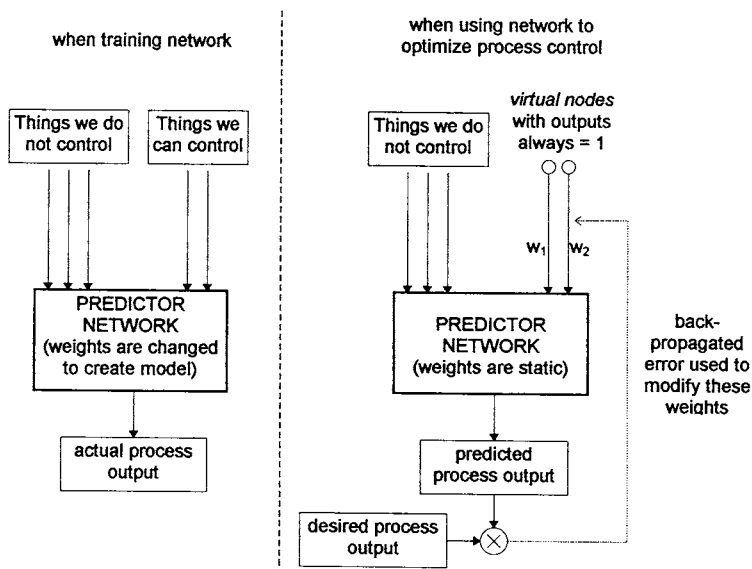 when training network
Things we do
not control
Things we
can control
PREDICTOR
NETWORK
(weights are changed
to create model)
actual process
output
when using network to
optimize process control
Things we do
not control
virtual nodes
with outputs
always = 1
w1
w2
PREDICTOR
NETWORK
(weights are static)
back-
propagated
error used to
modify these
weights
predicted
process output
desired process
output